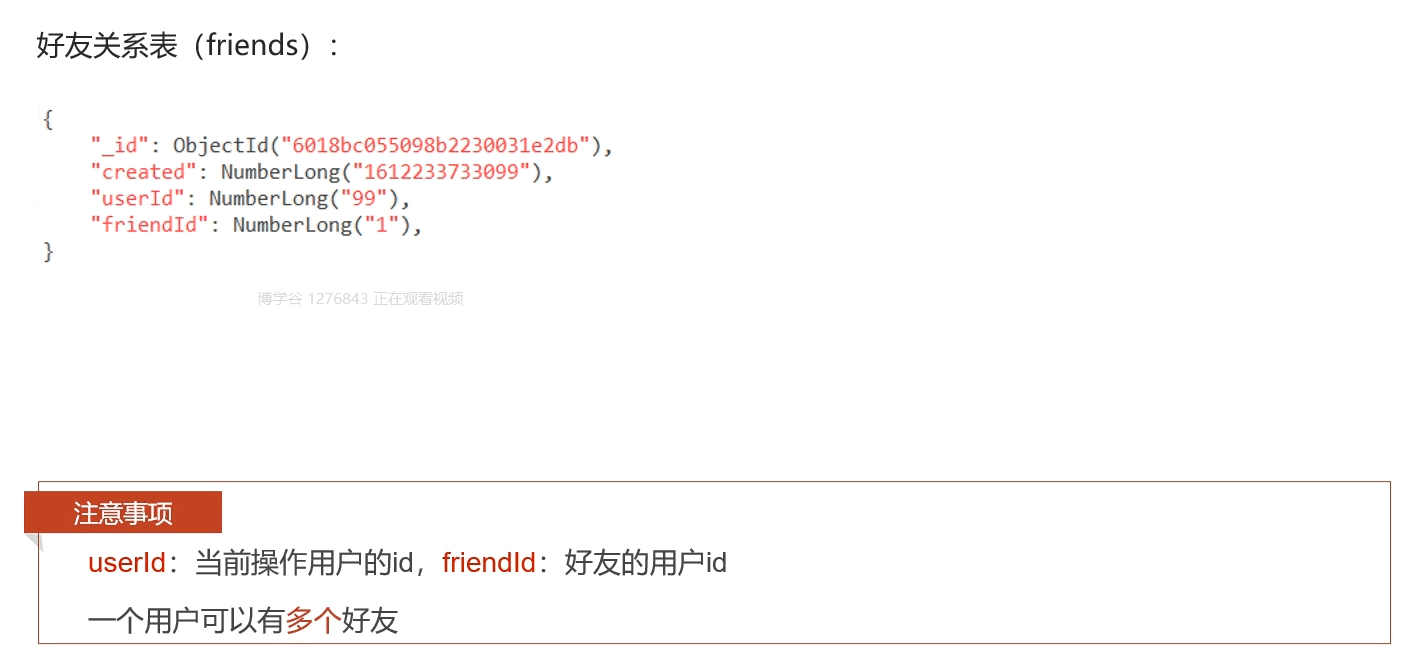 好友关系表（friends）：
{
"_id": ObjectId("6018bc055098b2230031e2db"),
"created": NumberLong("1612233733099"),
"userId": NumberLong("99"),
"friendId": NumberLong("1"),
}
博学谷 1276843 正在观看视频
注意事项
userId：当前操作用户的id，friendId：好友的用户id
一个用户可以有多个好友